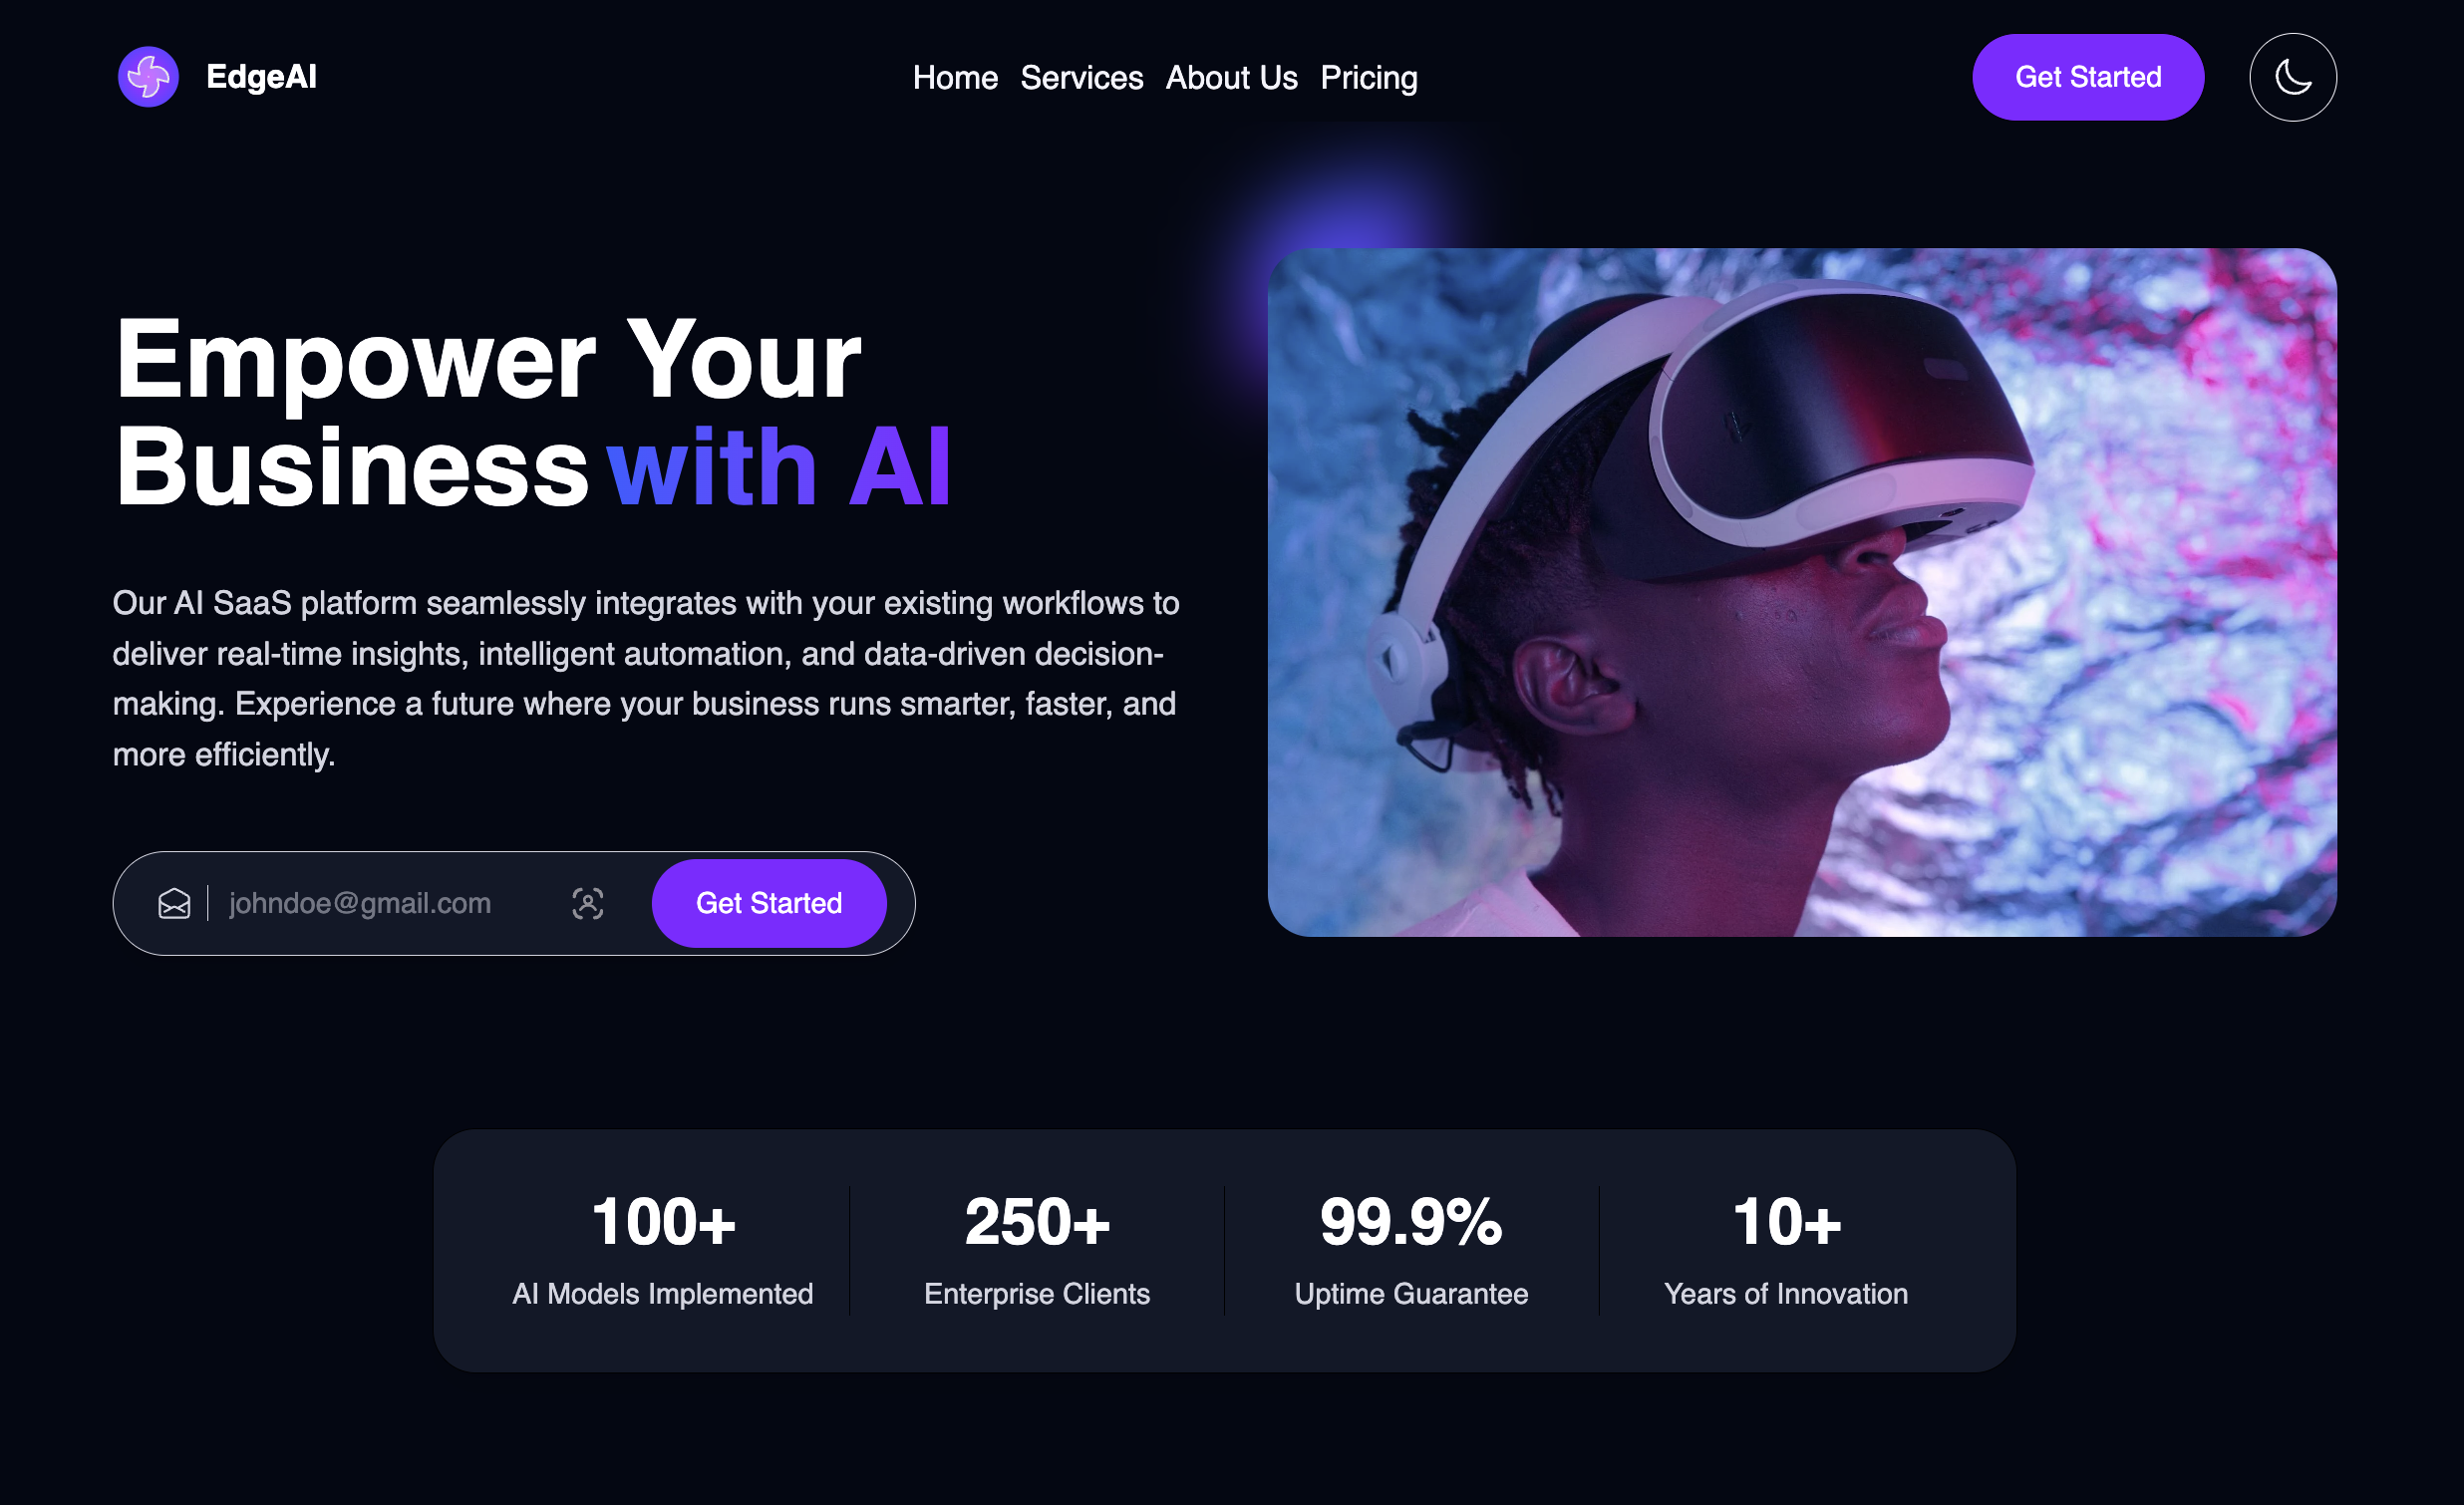 EdgeAI
Home Services About Us Pricing
Get Started
Empower Your
Business with AI
Our AI SaaS platform seamlessly integrates with your existing workflows to
deliver real-time insights, intelligent automation, and data-driven decision-
making. Experience a future where your business runs smarter, faster, and
more efficiently.
johndoe@gmail.com
Get Started
100+
AI Models Implemented
250+
Enterprise Clients
99.9%
Uptime Guarantee
10+
Years of Innovation